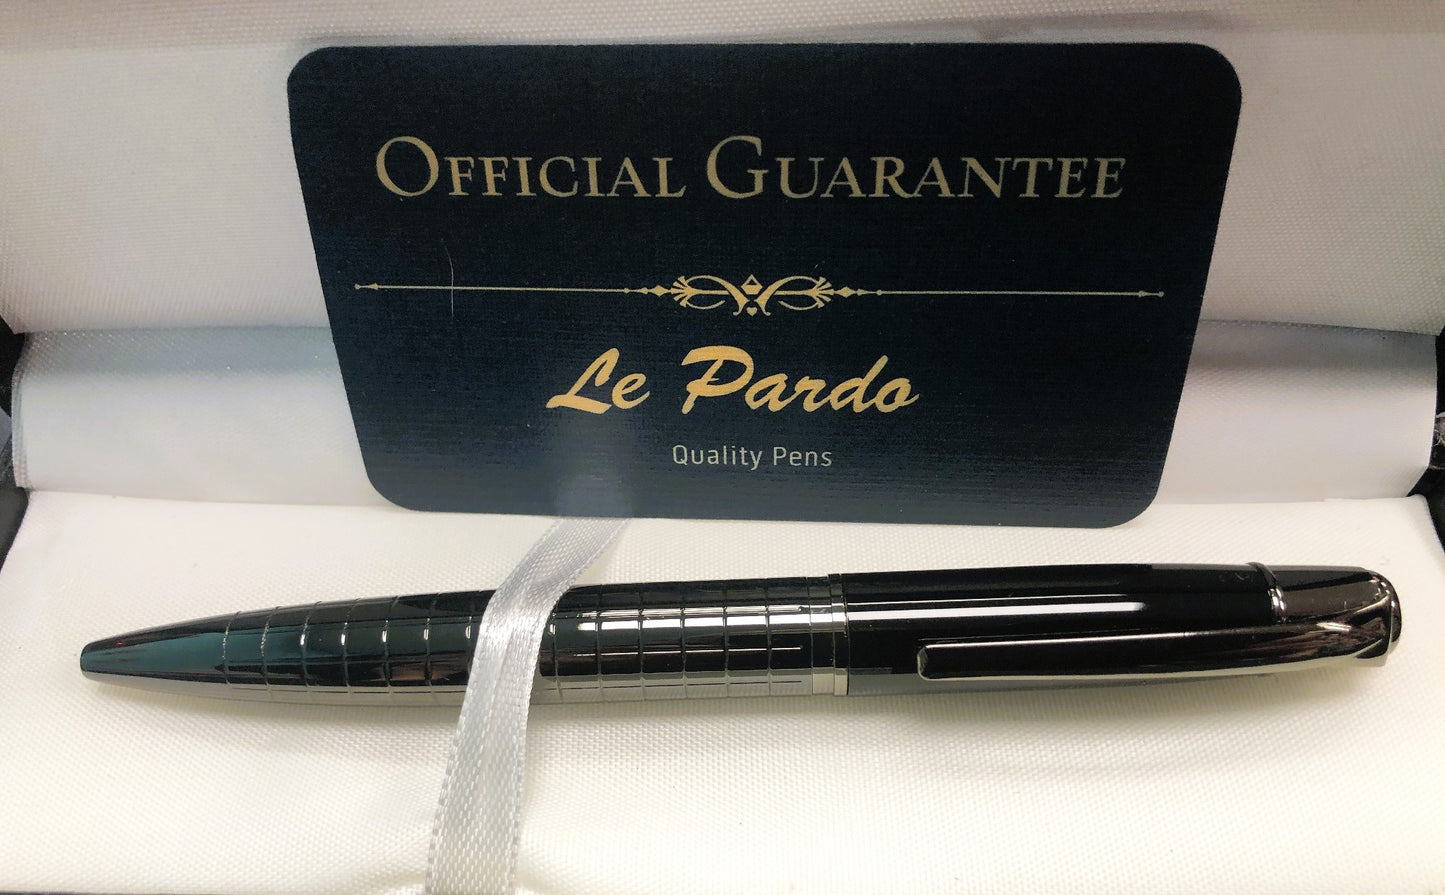 Official Guarantee
Le Pardo
Quality Pens